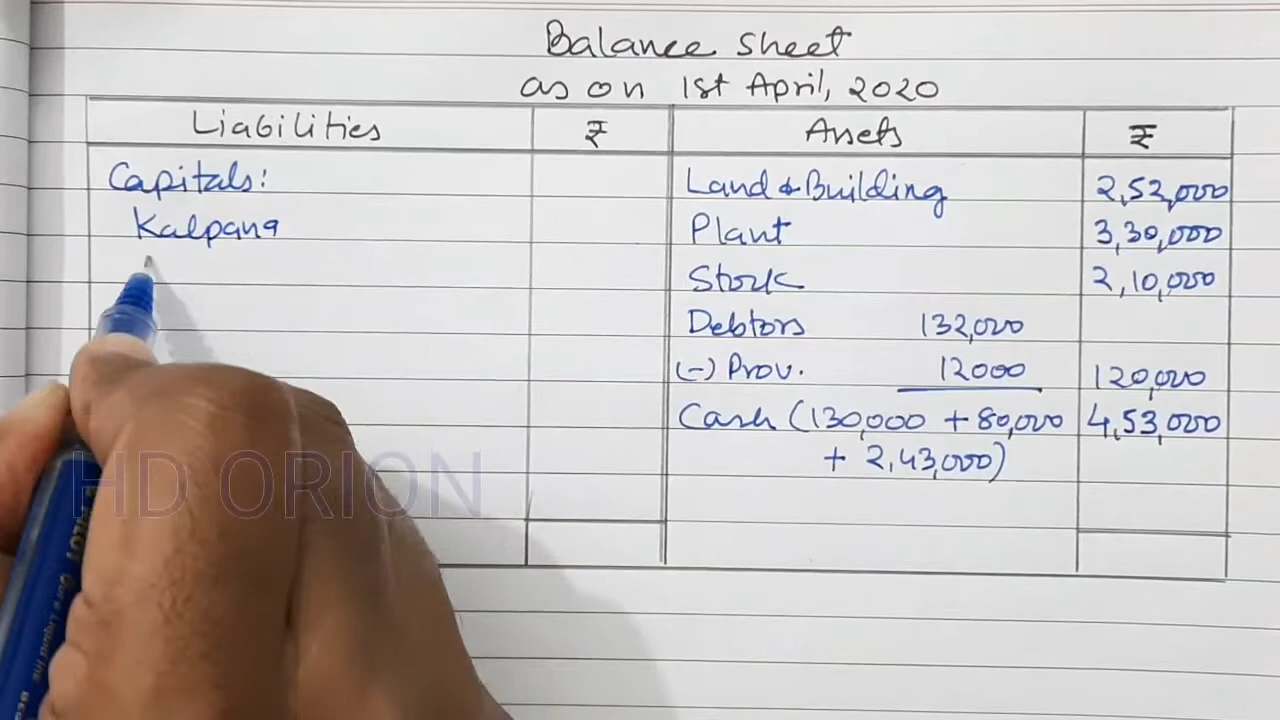 Balance Sheet
as on 1st April, 2020
Liabilities ₹ Assets ₹
Capitals: Land & Building 2,52,000
Kalpana Plant 3,30,000
Stock 2,10,000
Debtors 132,000
(-) Prov. 12000 120,000
Cash (130,000 + 80,000 4,53,000
+ 2,43,000)
HD ORION
PILOT